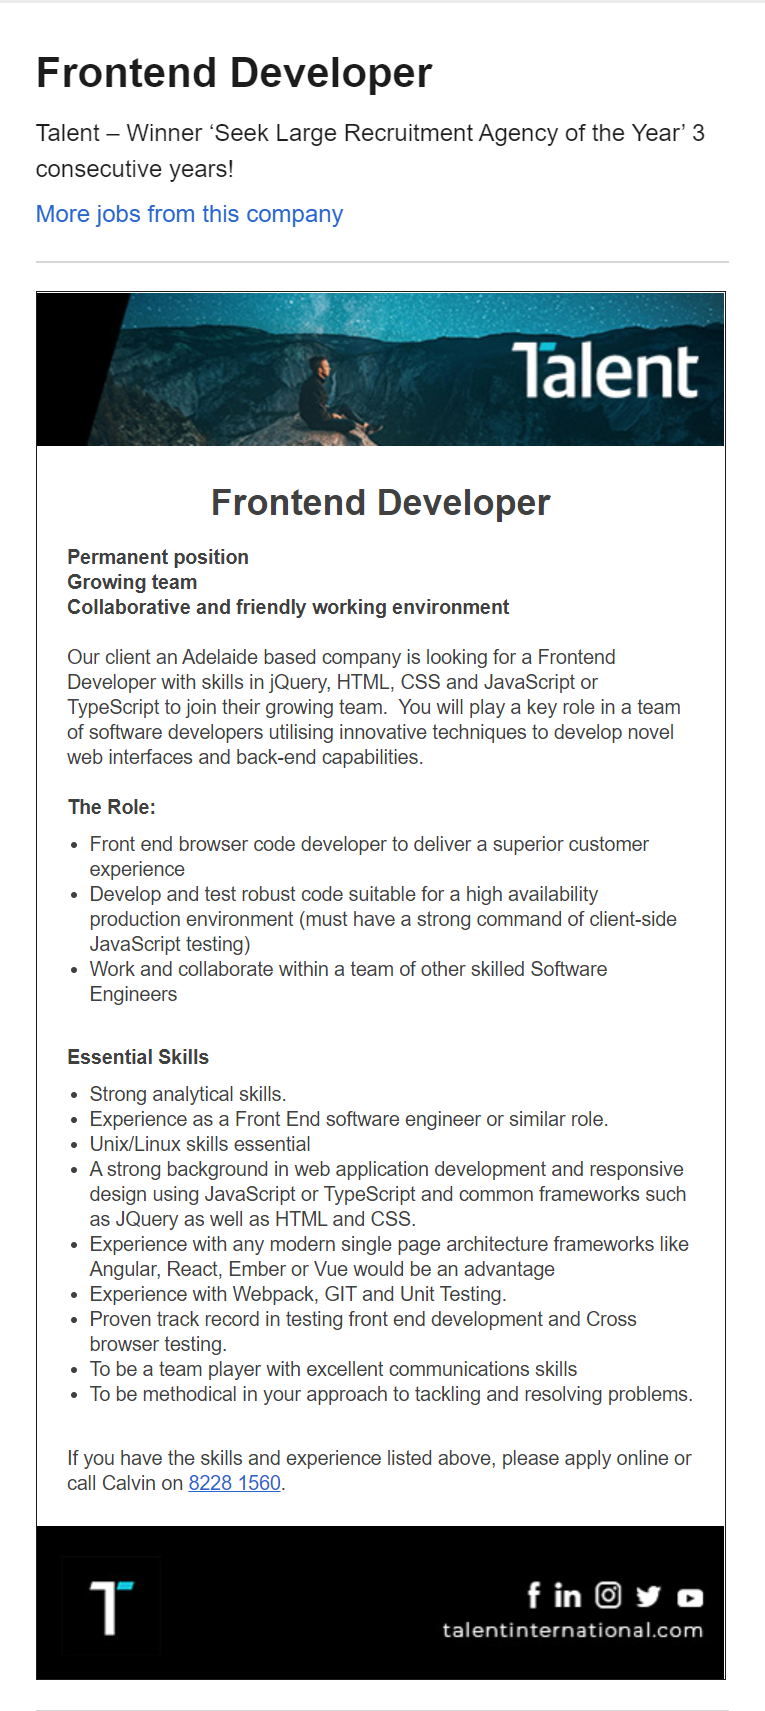 Frontend Developer
Talent – Winner ‘Seek Large Recruitment Agency of the Year’ 3
consecutive years!
More jobs from this company
Talent
Frontend Developer
Permanent position
Growing team
Collaborative and friendly working environment
Our client an Adelaide based company is looking for a Frontend
Developer with skills in jQuery, HTML, CSS and JavaScript or
TypeScript to join their growing team.  You will play a key role in a team
of software developers utilising innovative techniques to develop novel
web interfaces and back-end capabilities.
The Role:
• Front end browser code developer to deliver a superior customer
experience
• Develop and test robust code suitable for a high availability
production environment (must have a strong command of client-side
JavaScript testing)
• Work and collaborate within a team of other skilled Software
Engineers
Essential Skills
• Strong analytical skills.
• Experience as a Front End software engineer or similar role.
• Unix/Linux skills essential
• A strong background in web application development and responsive
design using JavaScript or TypeScript and common frameworks such
as JQuery as well as HTML and CSS.
• Experience with any modern single page architecture frameworks like
Angular, React, Ember or Vue would be an advantage
• Experience with Webpack, GIT and Unit Testing.
• Proven track record in testing front end development and Cross
browser testing.
• To be a team player with excellent communications skills
• To be methodical in your approach to tackling and resolving problems.
If you have the skills and experience listed above, please apply online or
call Calvin on 8228 1560.
T
f in
talentinternational.com